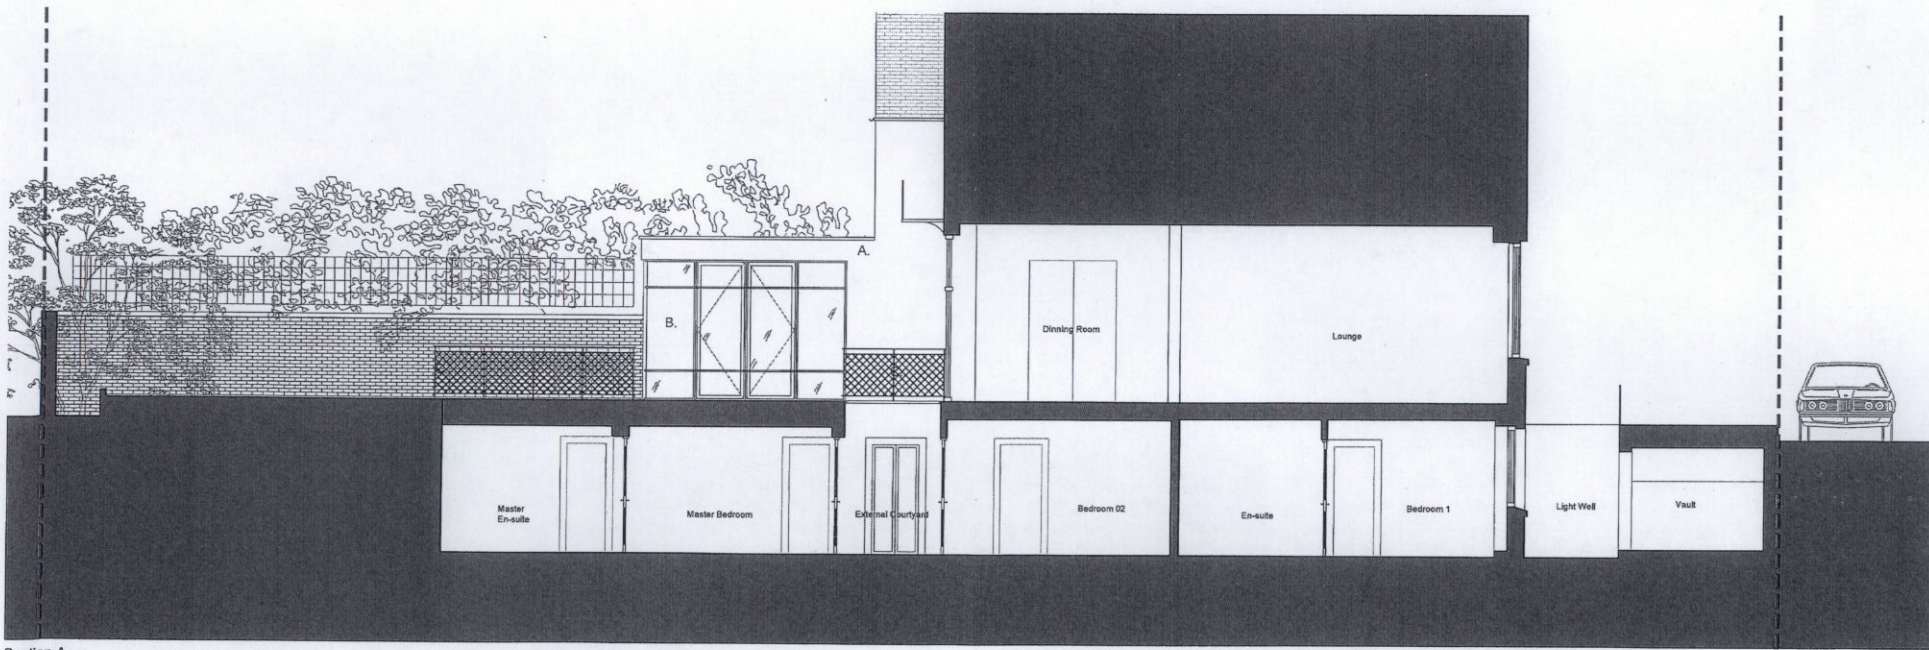 A.
B.
Dinning Room
Lounge
Master
En-suite
Master Bedroom
External Courtyard
Bedroom 02
En-suite
Bedroom 1
Light Well
Vault